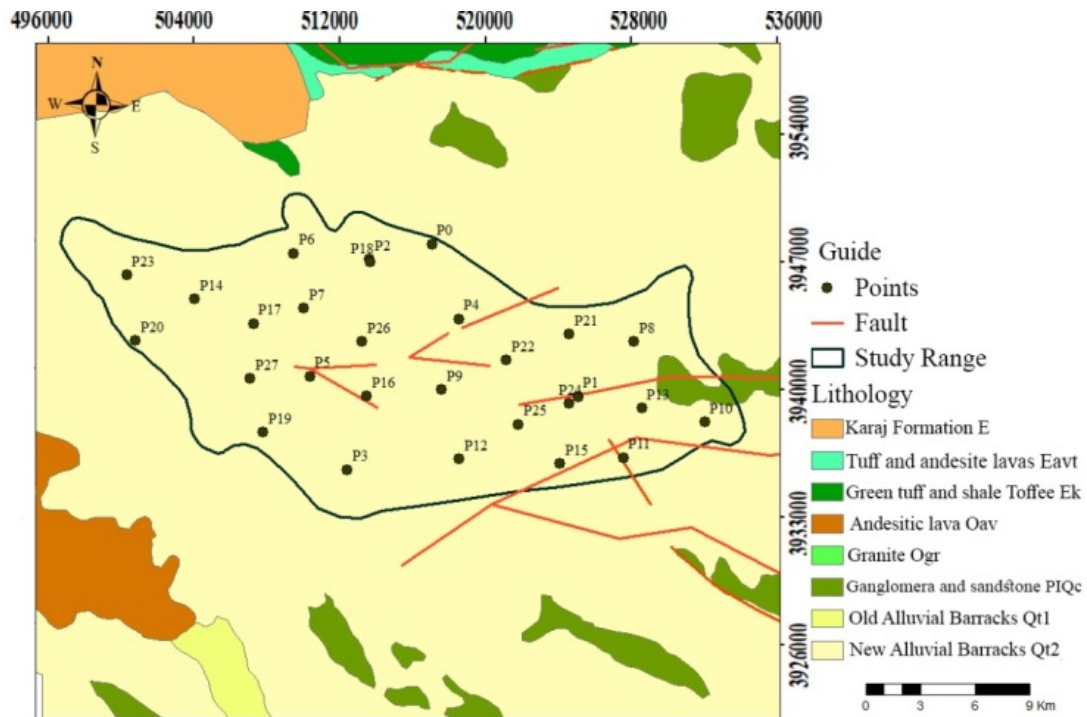 496000 504000 512000 520000 528000 536000
N
W E
S
3954000
3947000
3940000
3933000
3926000
P0
P6
P18 P2
P23
P14
P7
P17
P4
P20
P26
P21
P8
P22
P27
P5
P16
P9
P24 P1
P13
P25
P10
P19
P3
P12
P15
P11
Guide
Points
Fault
Study Range
Lithology
Karaj Formation E
Tuff and andesite lavas Eavt
Green tuff and shale Toffee Ek
Andesitic lava Oav
Granite Ogr
Ganglomera and sandstone PIQc
Old Alluvial Barracks Qt1
New Alluvial Barracks Qt2
0 3 6 9 Km